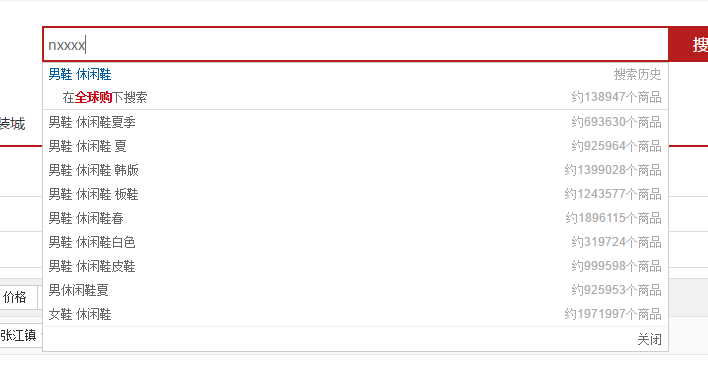 nxxxx 搜
男鞋 休闲鞋 搜索历史
在全球购下搜索 约138947个商品
装城
男鞋 休闲鞋夏季 约693630个商品
男鞋 休闲鞋 夏 约925964个商品
男鞋 休闲鞋 韩版 约1399028个商品
男鞋 休闲鞋 板鞋 约1243577个商品
男鞋 休闲鞋春 约1896115个商品
男鞋 休闲鞋白色 约319724个商品
男鞋 休闲鞋皮鞋 约999598个商品
男休闲鞋夏 约925953个商品
价格
女鞋 休闲鞋 约1971997个商品
张江镇
关闭